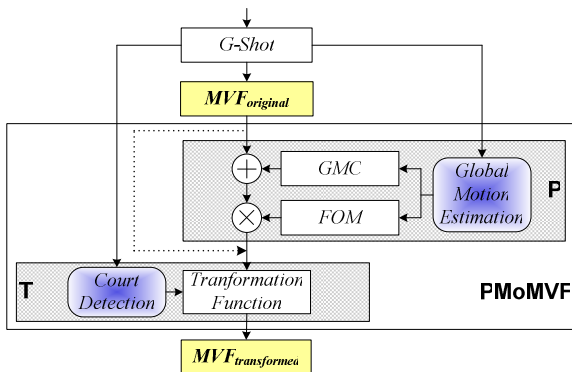 G-Shot
MVForiginal
+
GMC
Global
Motion
Estimation
P
×
FOM
T
Court
Detection
Tranformation
Function
PMoMVF
MVFtransformed